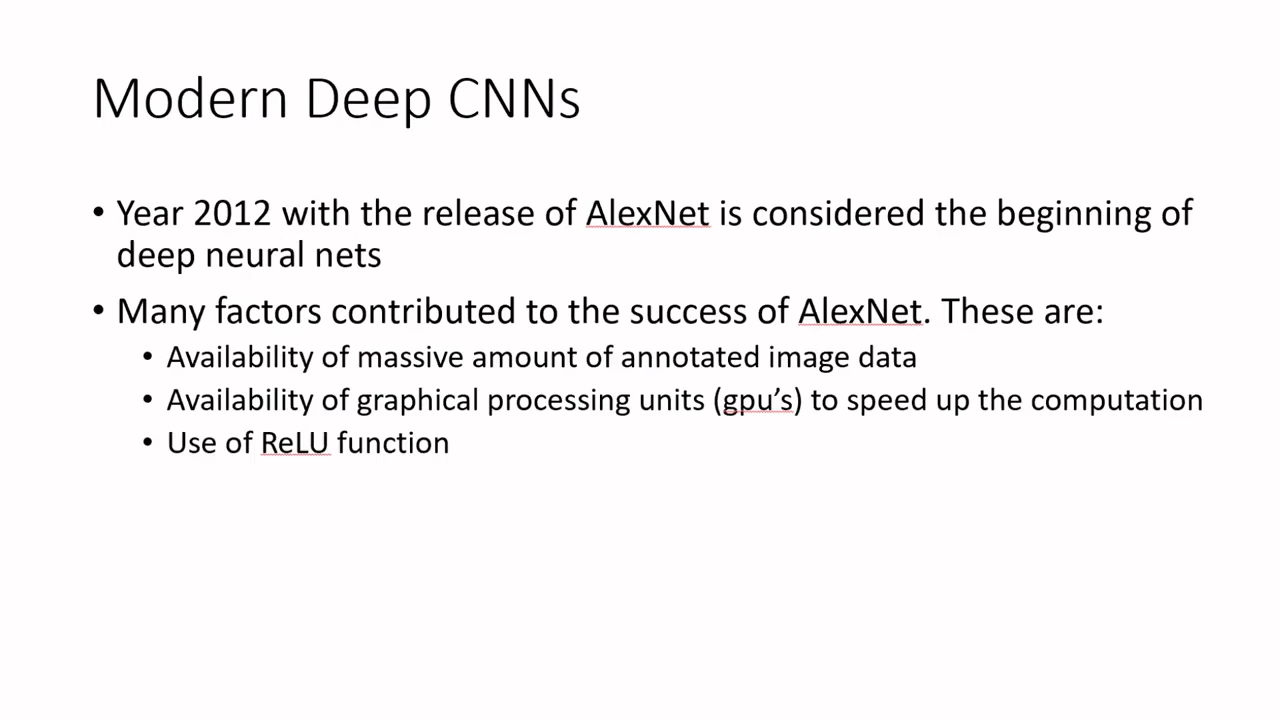 Modern Deep CNNs
• Year 2012 with the release of AlexNet is considered the beginning of
deep neural nets
• Many factors contributed to the success of AlexNet. These are:
• Availability of massive amount of annotated image data
• Availability of graphical processing units (gpu’s) to speed up the computation
• Use of ReLU function